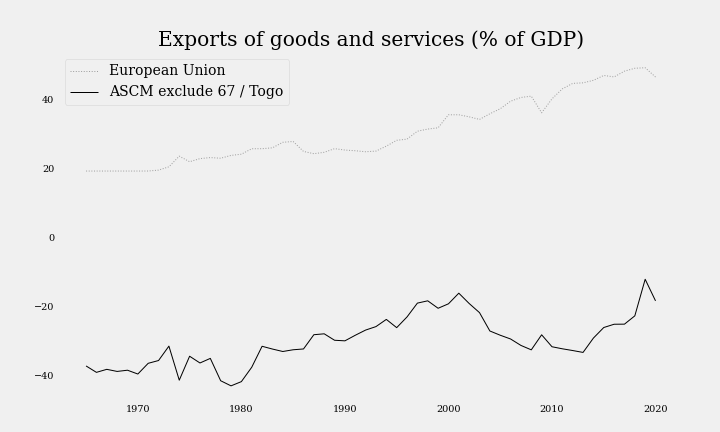 Exports of goods and services (% of GDP)
European Union
ASCM exclude 67 / Togo
40
20
0
−20
−40
1970 1980 1990 2000 2010 2020